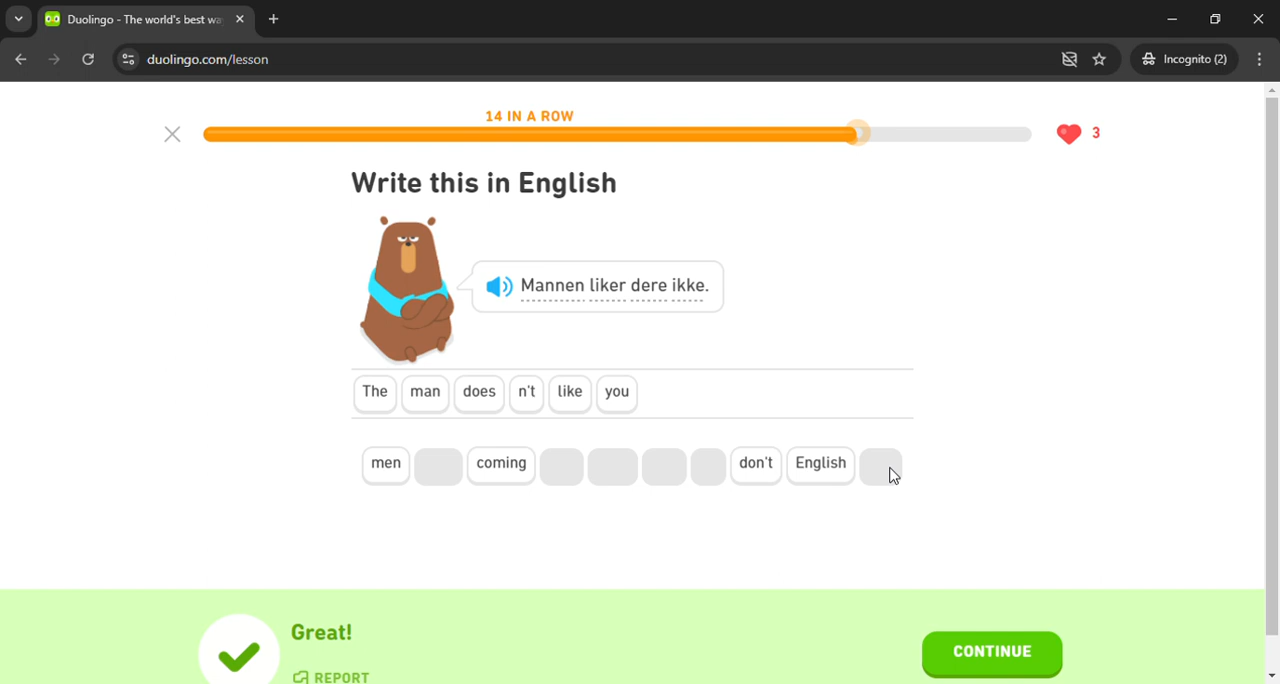 Duolingo - The world's best wa
duolingo.com/lesson
Incognito (2)
14 IN A ROW
3
Write this in English
Mannen liker dere ikke.
The man does n't like you
men coming don't English
Great!
REPORT
CONTINUE